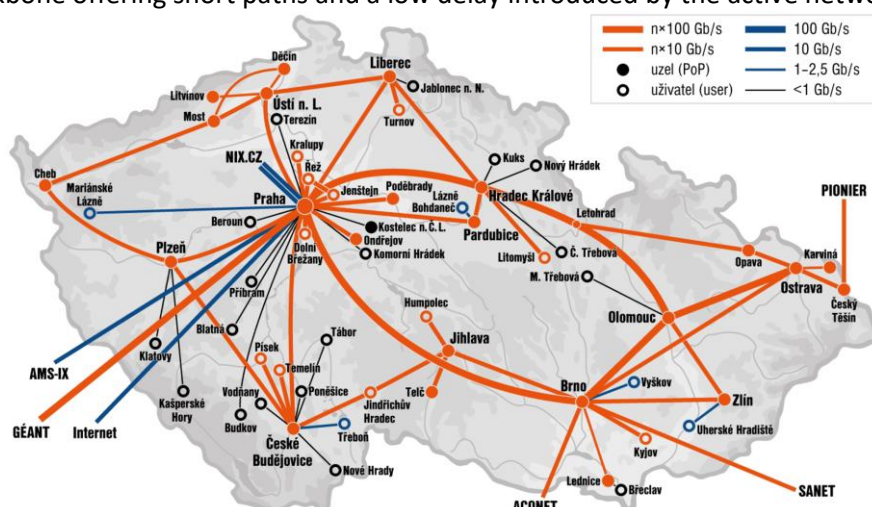 kbone offering short paths and a low delay introduced by the active netwo
n×100 Gb/s
100 Gb/s
n×10 Gb/s
10 Gb/s
uzel (PoP)
1–2,5 Gb/s
uživatel (user)
<1 Gb/s
Děčín
Liberec
Jablonec n. N.
Litvínov
Ústí n. L.
Turnov
Most
Terezín
Kralupy
NIX.CZ
Řež
Kuks
Nový Hrádek
Cheb
Mariánské
Lázně
Praha
Jenštejn
Poděbrady
Lázně
Bohdaneč
Hradec Králové
PIONIER
Beroun
Kostelec n.Č.L.
Pardubice
Letohrad
Plzeň
Dolní
Břežany
Ondřejov
Komorní Hrádek
Litomyšl
Č. Třebová
M. Třebová
Opava
Karviná
Ostrava
Český
Těšín
Příbram
Humpolec
Olomouc
Blatná
Tábor
Jihlava
Klatovy
Písek
Temelín
AMS-IX
Vodňany
Poněšice
Telč
Brno
Vyškov
Zlín
Kašperské
Hory
Jindřichův
Hradec
GÉANT
Internet
Budkov
České
Budějovice
Třeboň
Uherské Hradiště
Kyjov
Nové Hrady
Lednice
Břeclav
ACONET
SANET